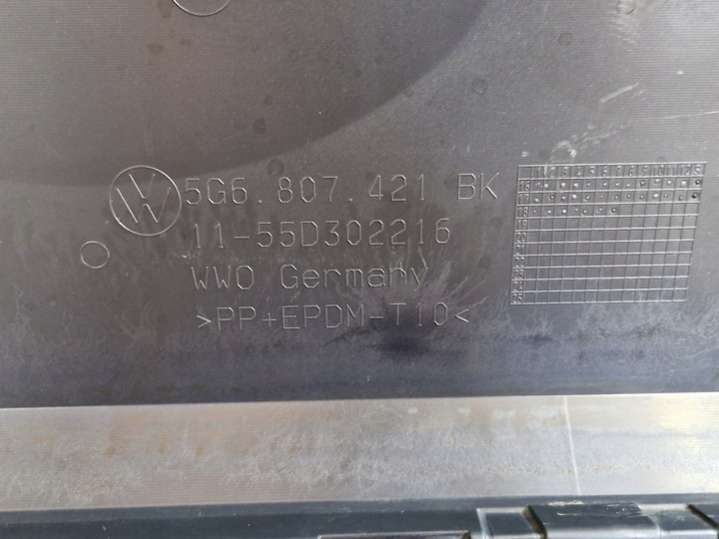 5G6.807.421 BK
11-55D302216
WWO Germany
>PP+EPDM-T10<